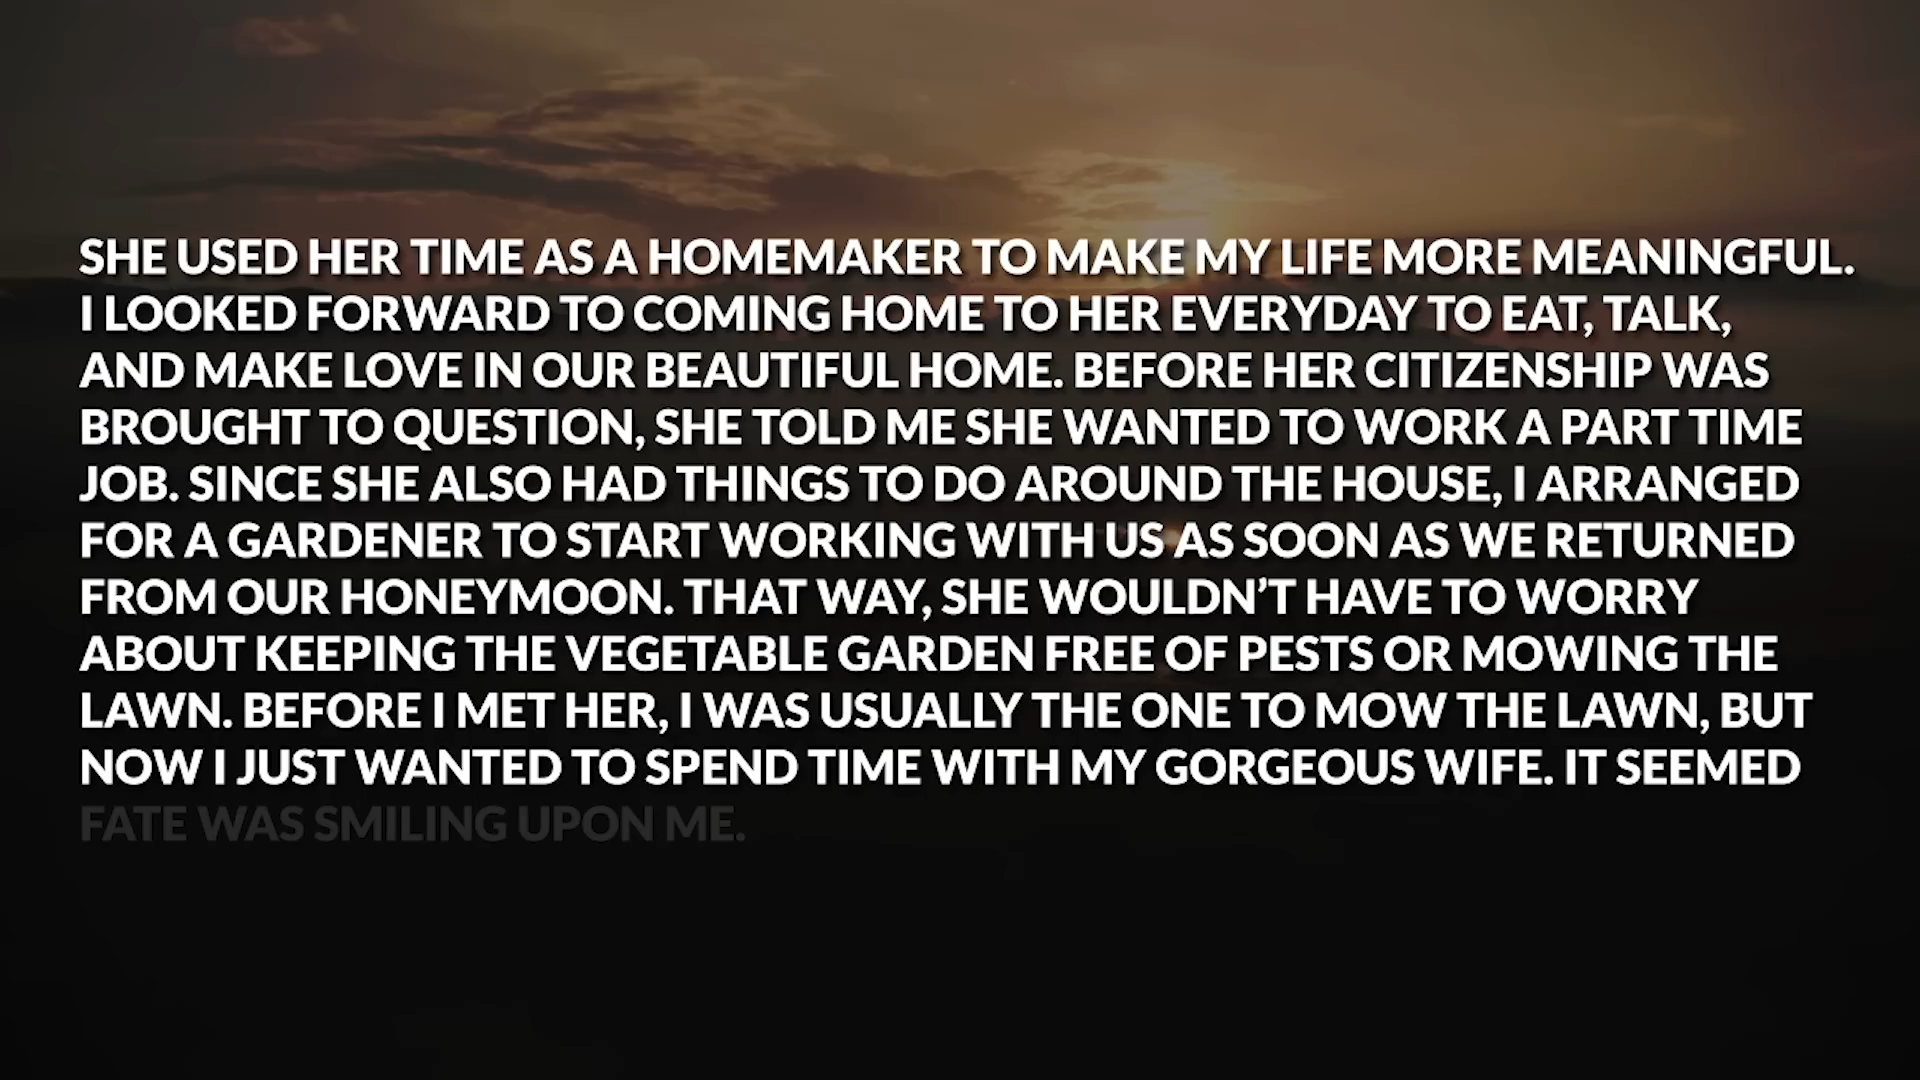 SHE USED HER TIME AS A HOMEMAKER TO MAKE MY LIFE MORE MEANINGFUL.
I LOOKED FORWARD TO COMING HOME TO HER EVERYDAY TO EAT, TALK,
AND MAKE LOVE IN OUR BEAUTIFUL HOME. BEFORE HER CITIZENSHIP WAS
BROUGHT TO QUESTION, SHE TOLD ME SHE WANTED TO WORK A PART TIME
JOB. SINCE SHE ALSO HAD THINGS TO DO AROUND THE HOUSE, I ARRANGED
FOR A GARDENER TO START WORKING WITH US AS SOON AS WE RETURNED
FROM OUR HONEYMOON. THAT WAY, SHE WOULDN’T HAVE TO WORRY
ABOUT KEEPING THE VEGETABLE GARDEN FREE OF PESTS OR MOWING THE
LAWN. BEFORE I MET HER, I WAS USUALLY THE ONE TO MOW THE LAWN, BUT
NOW I JUST WANTED TO SPEND TIME WITH MY GORGEOUS WIFE. IT SEEMED
FATE WAS SMILING UPON ME.